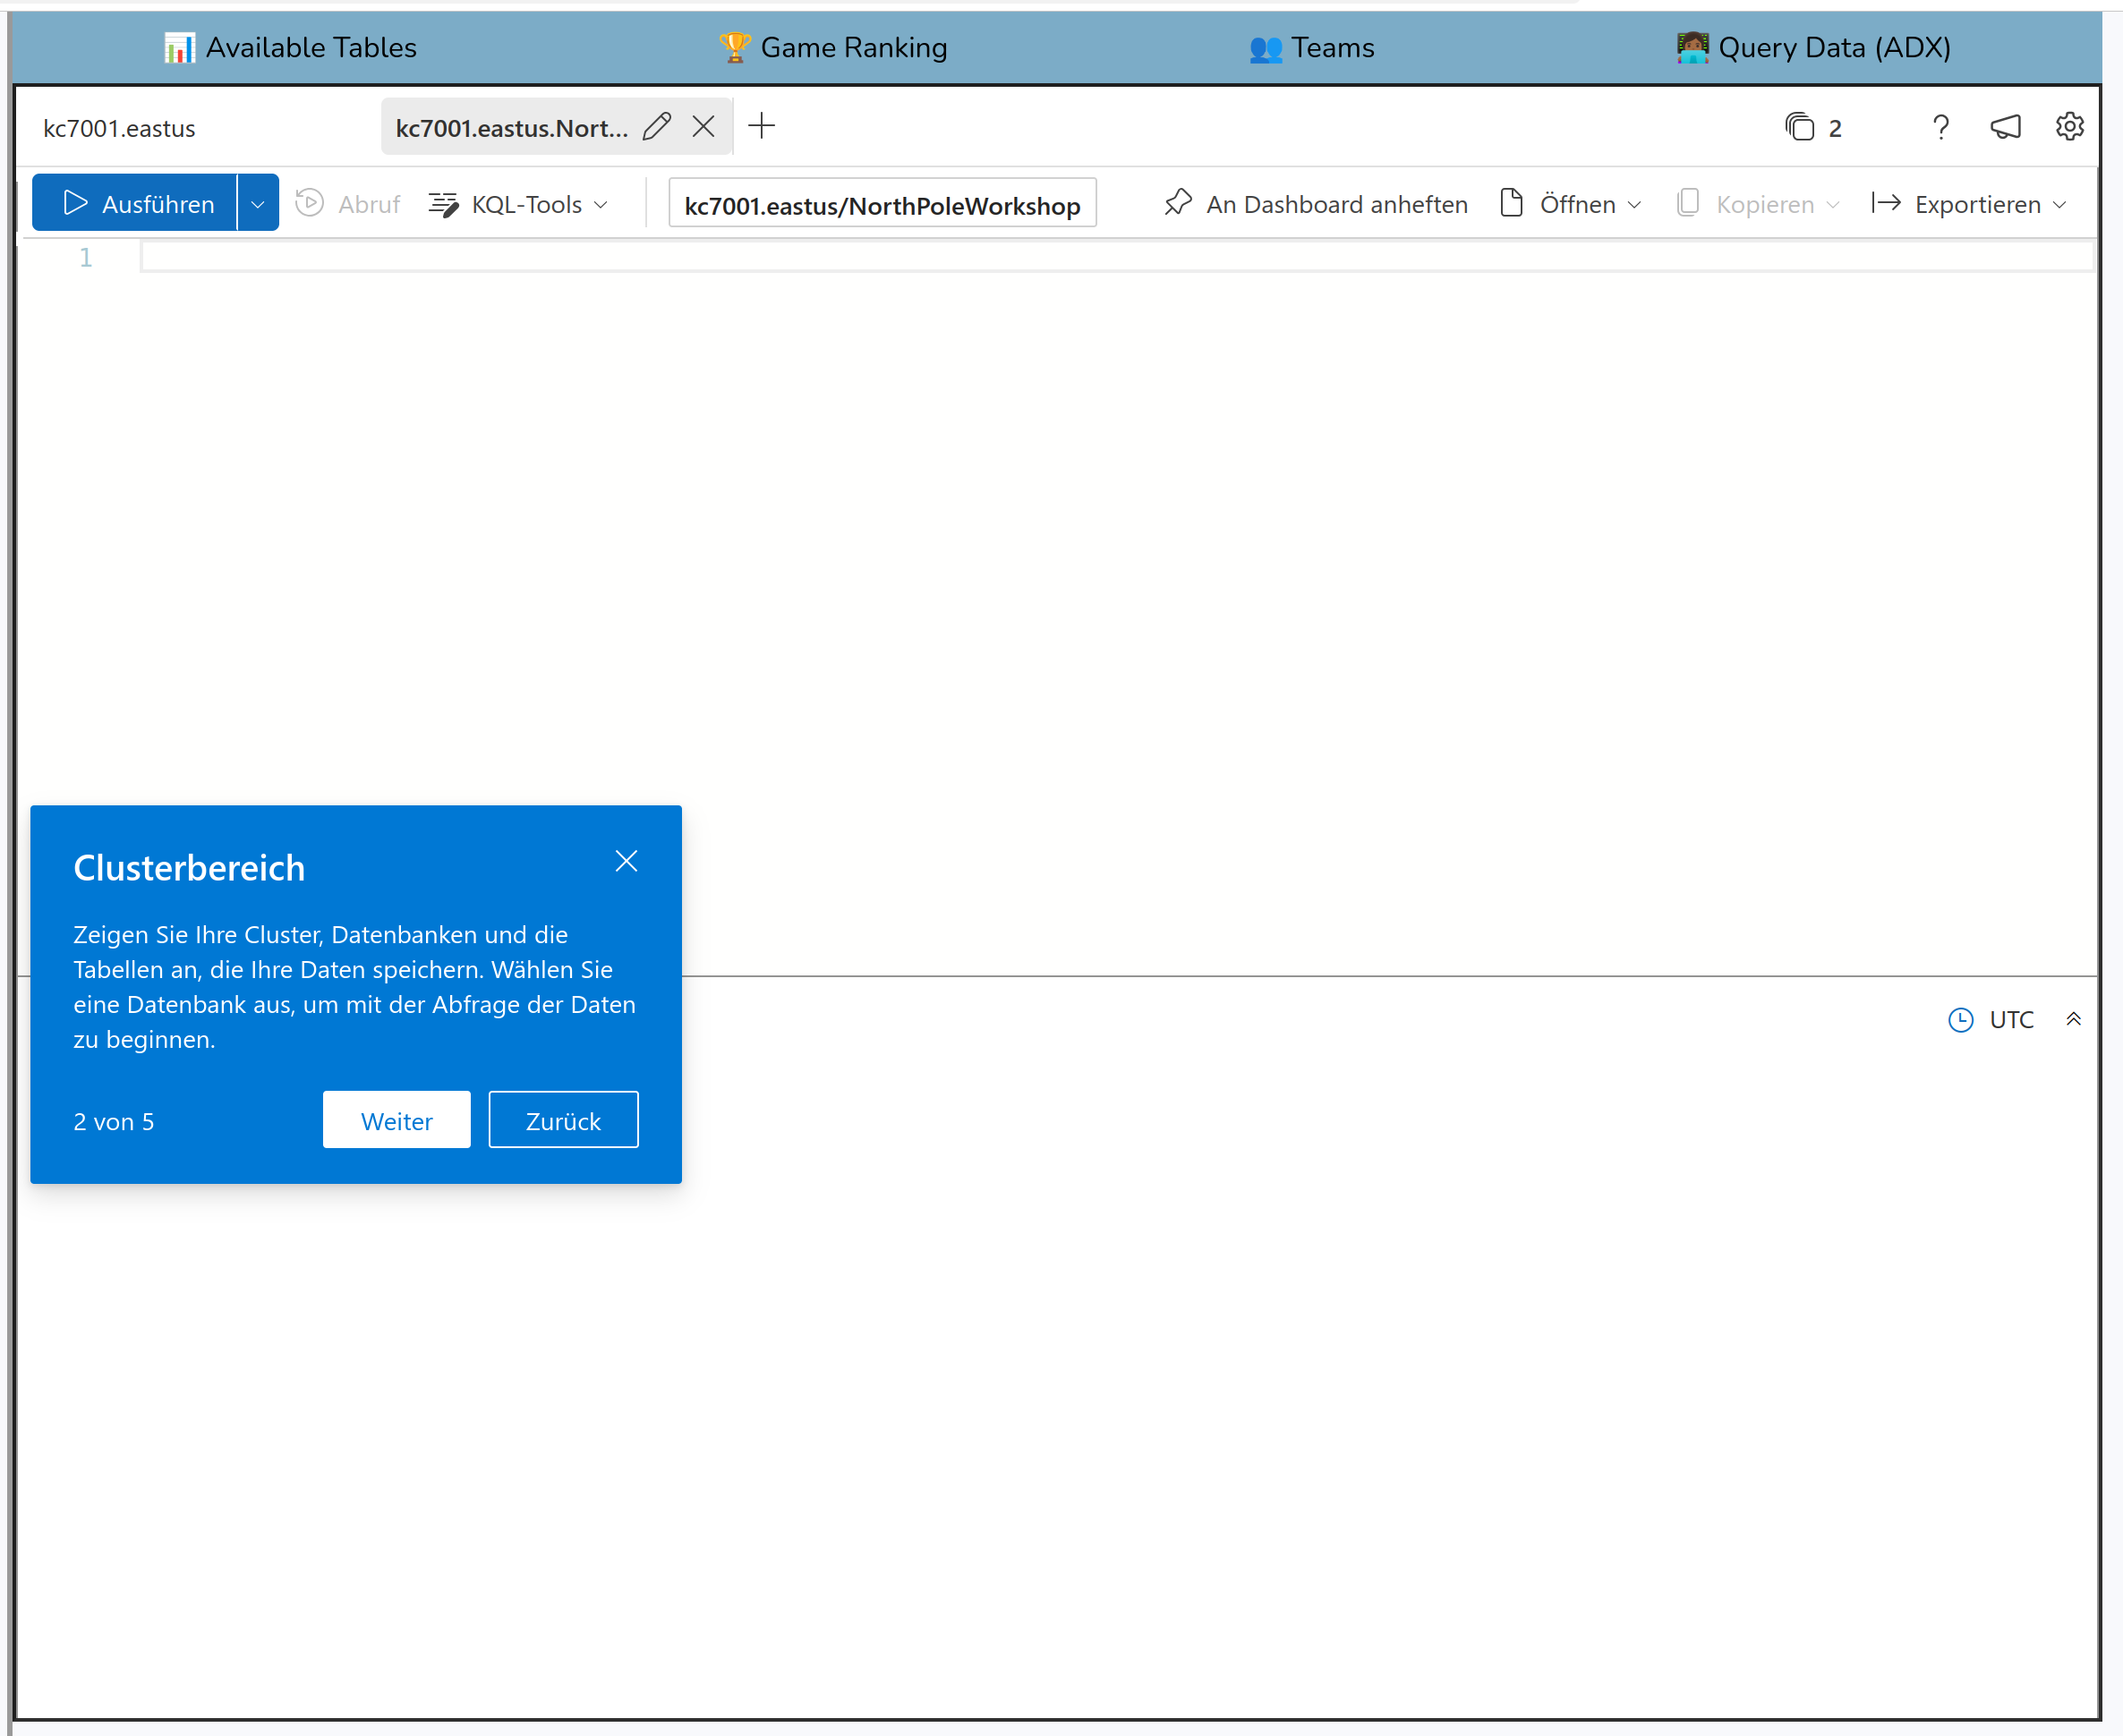 Available Tables
Game Ranking
Teams
Query Data (ADX)
kc7001.eastus
kc7001.eastus.Nort...
2
Ausführen
Abruf
KQL-Tools
kc7001.eastus/NorthPoleWorkshop
An Dashboard anheften
Öffnen
Kopieren
Exportieren
1
Clusterbereich
Zeigen Sie Ihre Cluster, Datenbanken und die
Tabellen an, die Ihre Daten speichern. Wählen Sie
eine Datenbank aus, um mit der Abfrage der Daten
zu beginnen.
2 von 5
Weiter
Zurück
UTC